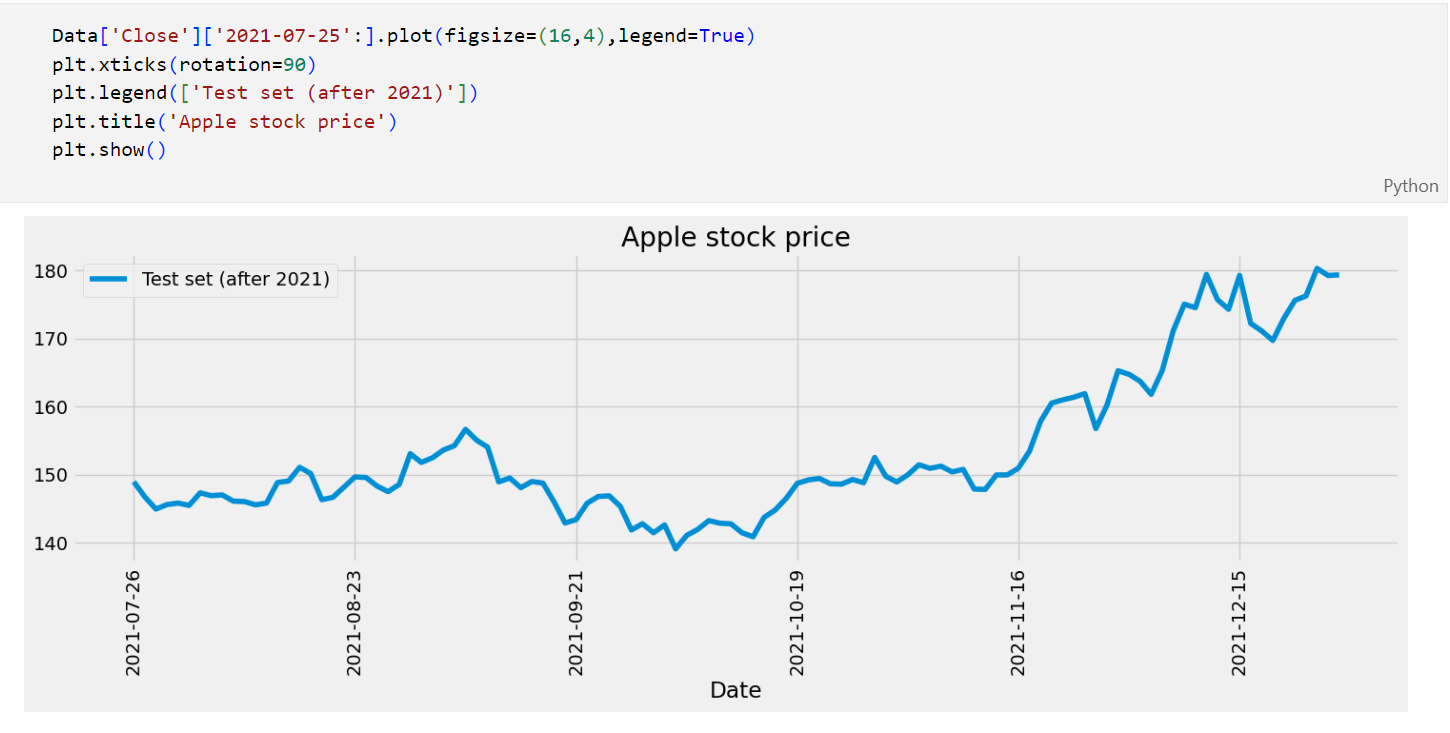 Data['Close']['2021-07-25':].plot(figsize=(16,4),legend=True)
plt.xticks(rotation=90)
plt.legend(['Test set (after 2021)'])
plt.title('Apple stock price')
plt.show()
Python
Apple stock price
Test set (after 2021)
180
170
160
150
140
2021-07-26
2021-08-23
2021-09-21
2021-10-19
2021-11-16
2021-12-15
Date